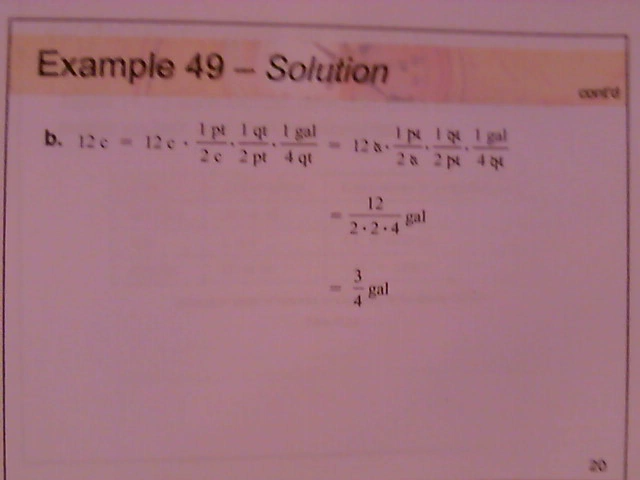 Example 49 – Solution
cont'd
b. 12 c = 12 c · 1 pt/2 c · 1 qt/2 pt · 1 gal/4 qt = 12 c · 1 pt/2 c · 1 qt/2 pt · 1 gal/4 qt
= 12/2 · 2 · 4 gal
= 3/4 gal
20